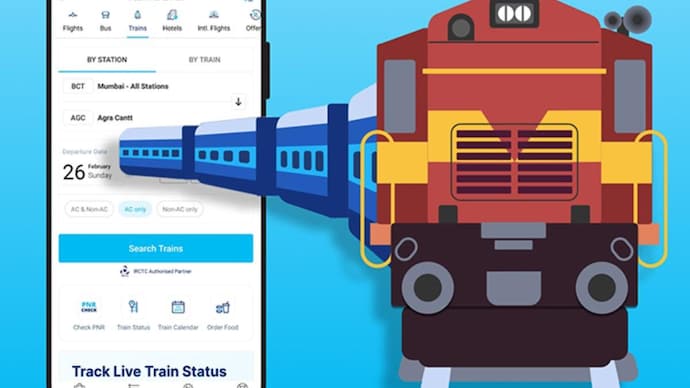 Flights Bus Trains Hotels Intl. Flights Offer
BY STATION BY TRAIN
BCT Mumbai - All Stations
AGC Agra Cantt
Departure Date
26 February
Sunday
AC & Non-AC AC only Non-AC only
Search Trains
IRCTC Authorised Partner
PNR
CHECK
Check PNR Train Status Train Calendar Order Food
Track Live Train Status